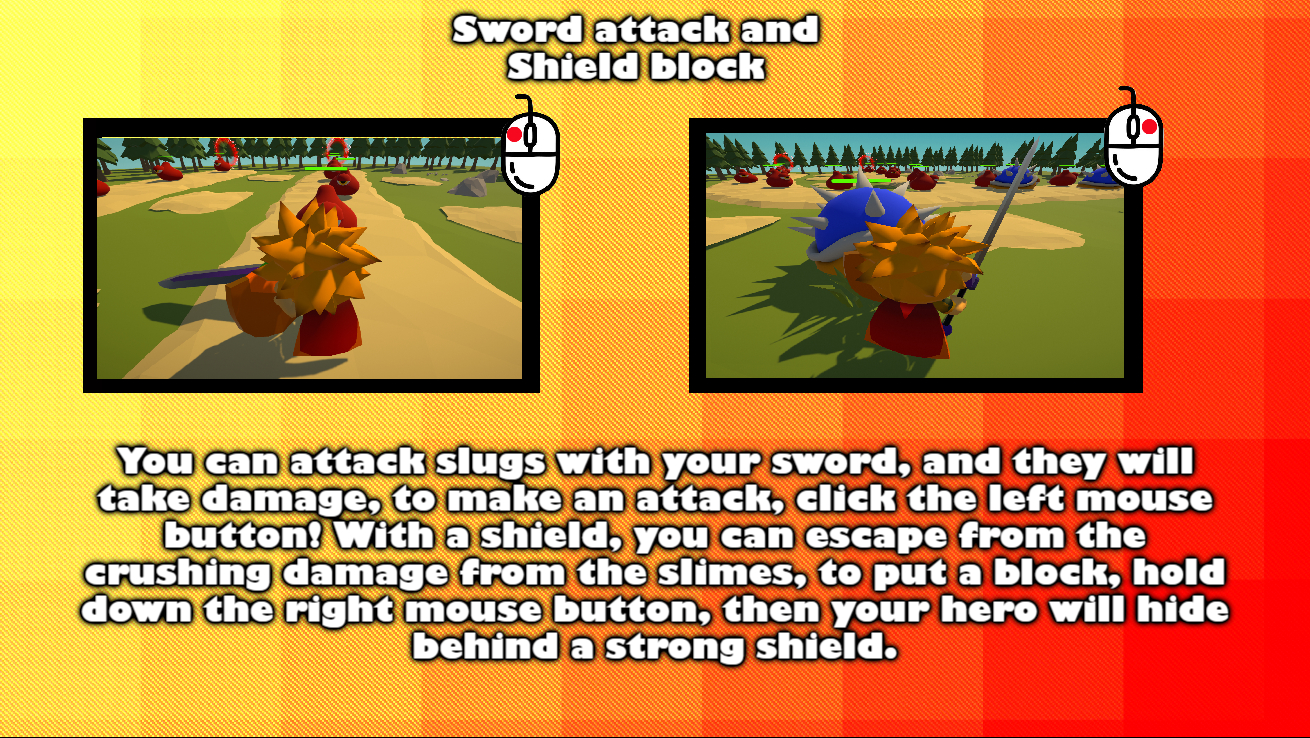 Sword attack and
Shield block
You can attack slugs with your sword, and they will
take damage, to make an attack, click the left mouse
button! With a shield, you can escape from the
crushing damage from the slimes, to put a block, hold
down the right mouse button, then your hero will hide
behind a strong shield.